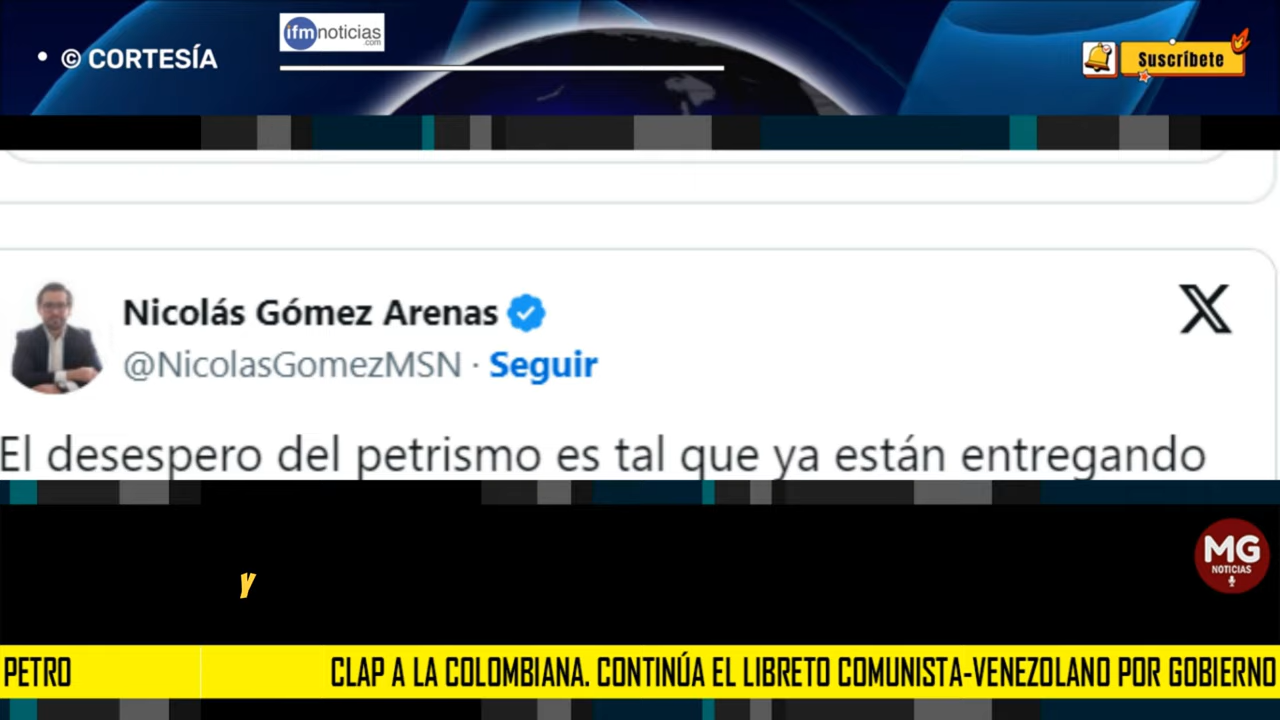 • © CORTESÍA
ifmnoticias
.com
Suscríbete
Nicolás Gómez Arenas
@NicolasGomezMSN · Seguir
El desespero del petrismo es tal que ya están entregando
MG
NOTICIAS
Y
PETRO
CLAP A LA COLOMBIANA. CONTINÚA EL LIBRETO COMUNISTA-VENEZOLANO POR GOBIERNO